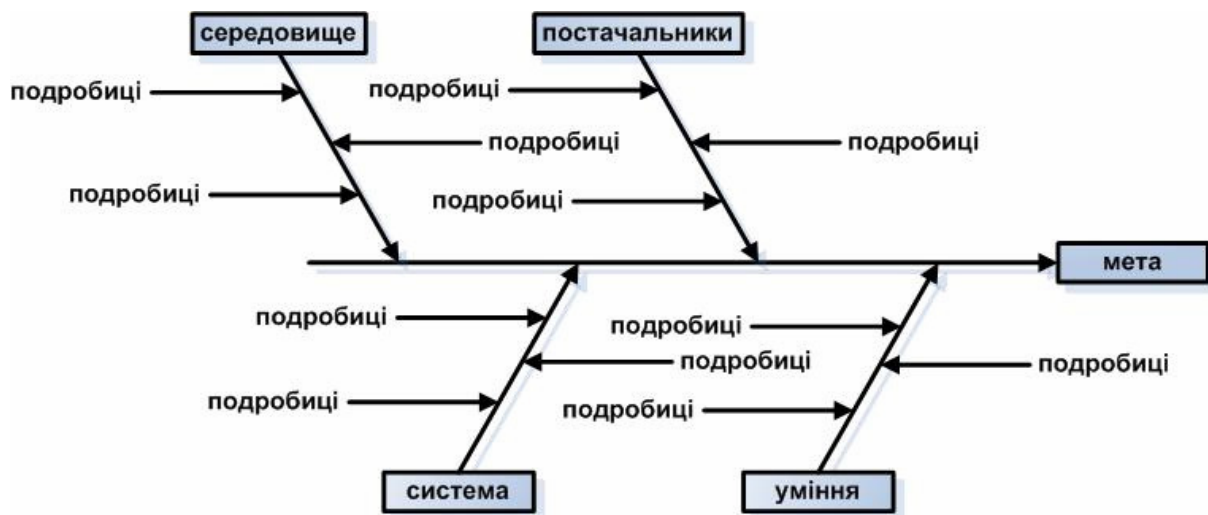 середовище
постачальники
подробиці
подробиці
подробиці
подробиці
подробиці
подробиці
мета
подробиці
подробиці
подробиці
подробиці
подробиці
подробиці
система
уміння